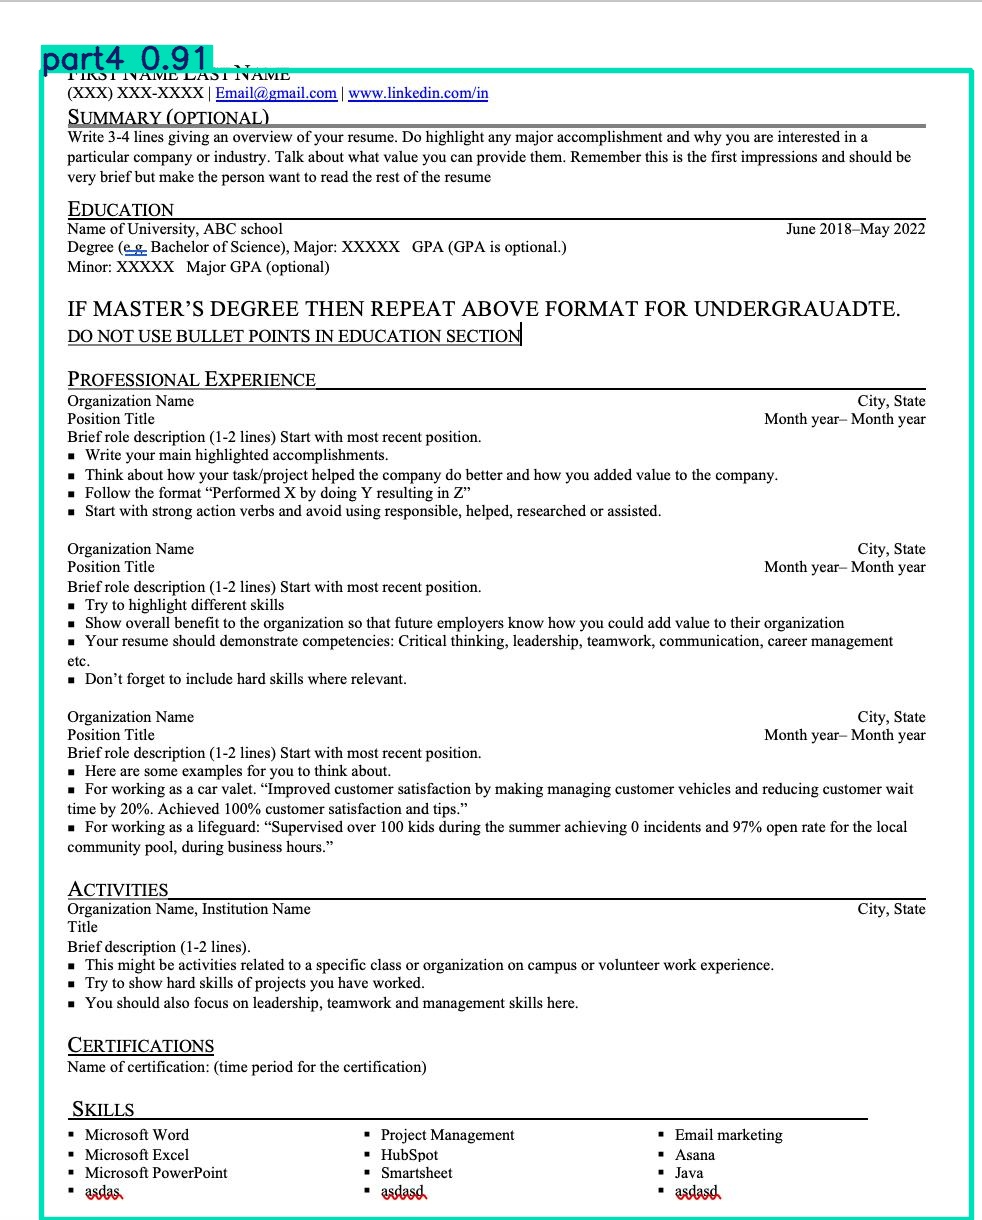 part4 0.91
FIRST NAME LAST NAME
(XXX) XXX-XXXX | Email@gmail.com | www.linkedin.com/in
SUMMARY (OPTIONAL)
Write 3-4 lines giving an overview of your resume. Do highlight any major accomplishment and why you are interested in a
particular company or industry. Talk about what value you can provide them. Remember this is the first impressions and should be
very brief but make the person want to read the rest of the resume
EDUCATION
Name of University, ABC school June 2018–May 2022
Degree (e.g. Bachelor of Science), Major: XXXXX GPA (GPA is optional.)
Minor: XXXXX Major GPA (optional)
IF MASTER’S DEGREE THEN REPEAT ABOVE FORMAT FOR UNDERGRAUADTE.
DO NOT USE BULLET POINTS IN EDUCATION SECTION
PROFESSIONAL EXPERIENCE
Organization Name City, State
Position Title Month year– Month year
Brief role description (1-2 lines) Start with most recent position.
▪ Write your main highlighted accomplishments.
▪ Think about how your task/project helped the company do better and how you added value to the company.
▪ Follow the format “Performed X by doing Y resulting in Z”
▪ Start with strong action verbs and avoid using responsible, helped, researched or assisted.
Organization Name City, State
Position Title Month year– Month year
Brief role description (1-2 lines) Start with most recent position.
▪ Try to highlight different skills
▪ Show overall benefit to the organization so that future employers know how you could add value to their organization
▪ Your resume should demonstrate competencies: Critical thinking, leadership, teamwork, communication, career management
etc.
▪ Don’t forget to include hard skills where relevant.
Organization Name City, State
Position Title Month year– Month year
Brief role description (1-2 lines) Start with most recent position.
▪ Here are some examples for you to think about.
▪ For working as a car valet. “Improved customer satisfaction by making managing customer vehicles and reducing customer wait
time by 20%. Achieved 100% customer satisfaction and tips.”
▪ For working as a lifeguard: “Supervised over 100 kids during the summer achieving 0 incidents and 97% open rate for the local
community pool, during business hours.”
ACTIVITIES
Organization Name, Institution Name City, State
Title
Brief description (1-2 lines).
▪ This might be activities related to a specific class or organization on campus or volunteer work experience.
▪ Try to show hard skills of projects you have worked.
▪ You should also focus on leadership, teamwork and management skills here.
CERTIFICATIONS
Name of certification: (time period for the certification)
SKILLS
▪ Microsoft Word ▪ Project Management ▪ Email marketing
▪ Microsoft Excel ▪ HubSpot ▪ Asana
▪ Microsoft PowerPoint ▪ Smartsheet ▪ Java
▪ asdas ▪ asdasd ▪ asdasd